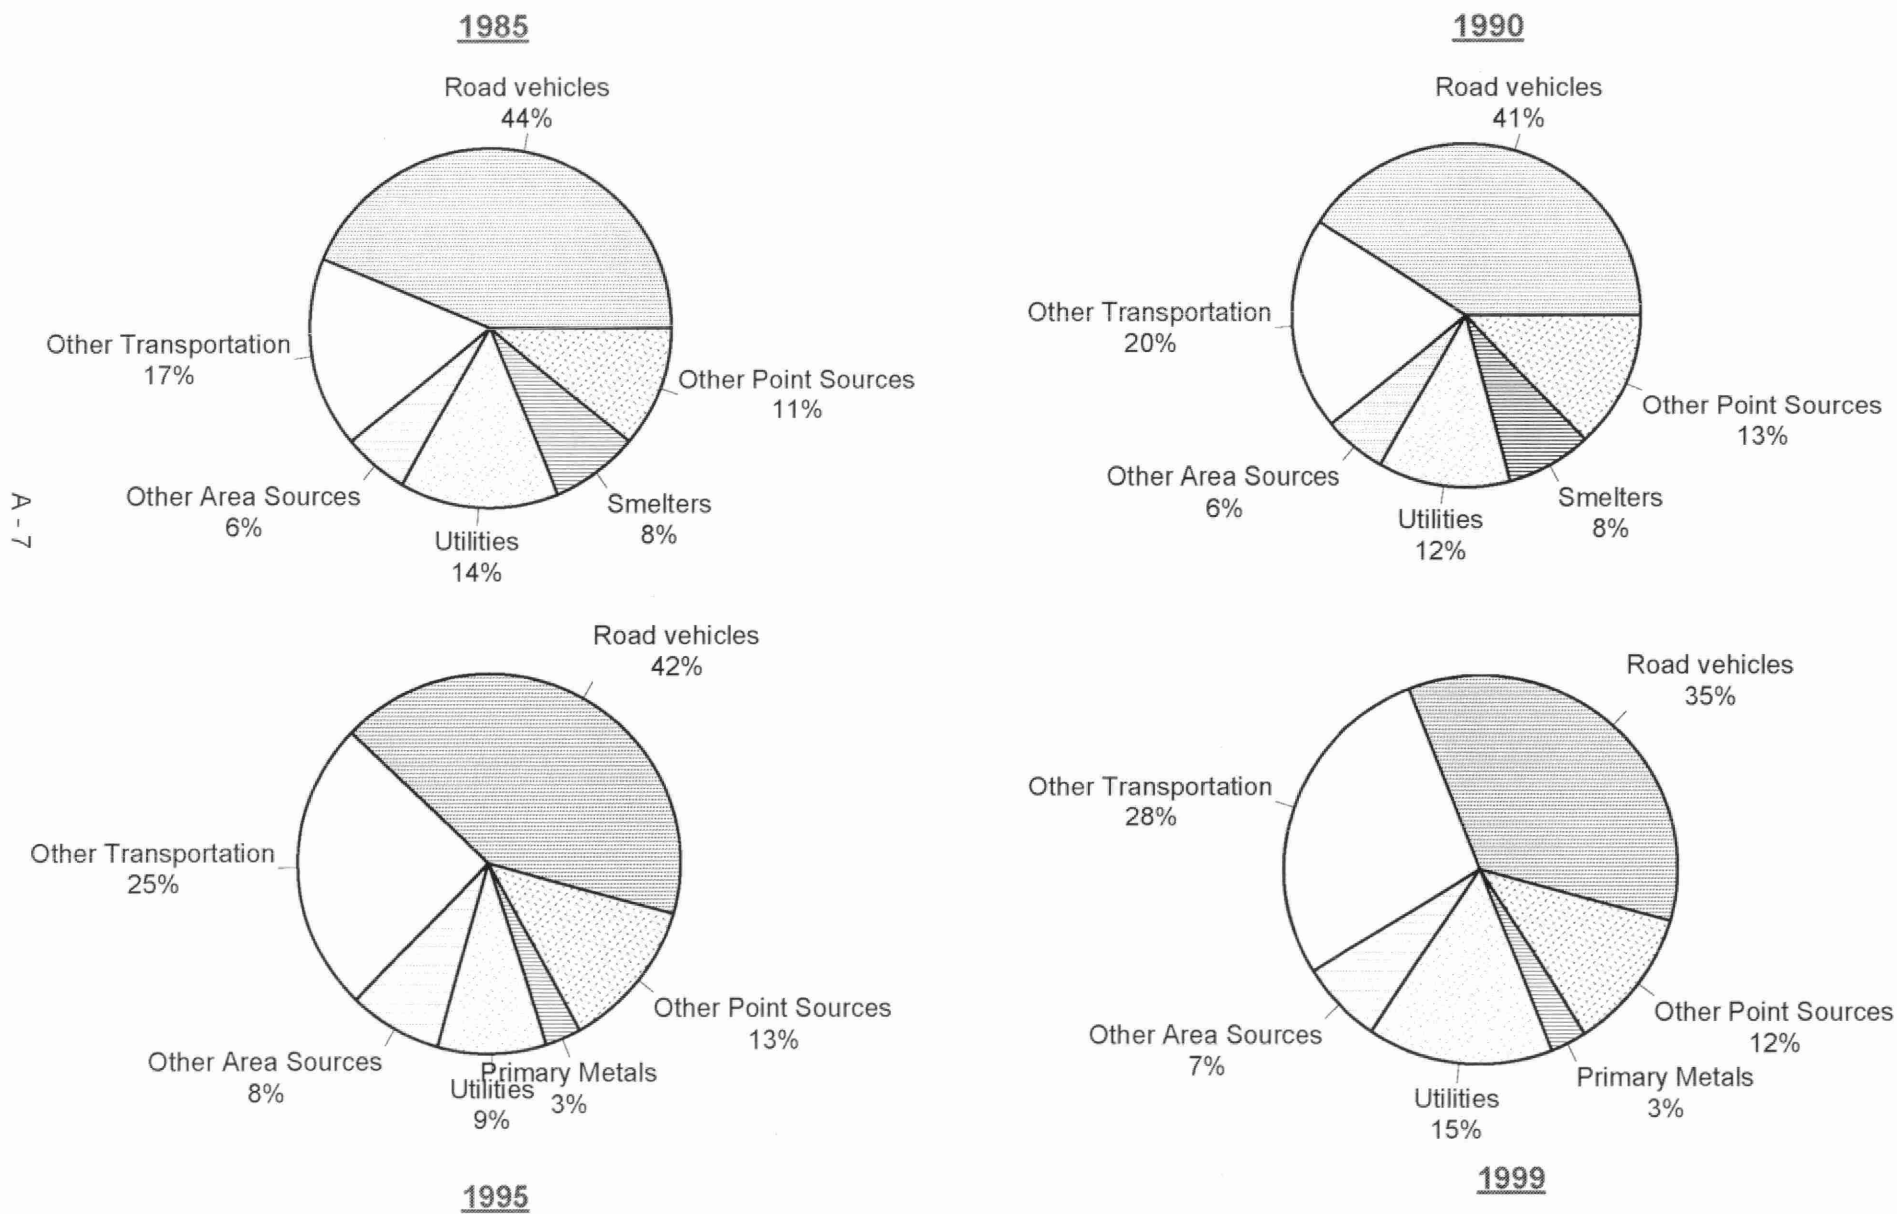 1985
Road vehicles
44%
Other Transportation
17%
Other Point Sources
11%
Other Area Sources
6%
Smelters
8%
Utilities
14%
1990
Road vehicles
41%
Other Transportation
20%
Other Point Sources
13%
Other Area Sources
6%
Smelters
8%
Utilities
12%
A - 7
Road vehicles
42%
Other Transportation
25%
Other Point Sources
13%
Other Area Sources
8%
Primary Metals
3%
Utilities
9%
1995
Road vehicles
35%
Other Transportation
28%
Other Point Sources
12%
Other Area Sources
7%
Primary Metals
3%
Utilities
15%
1999